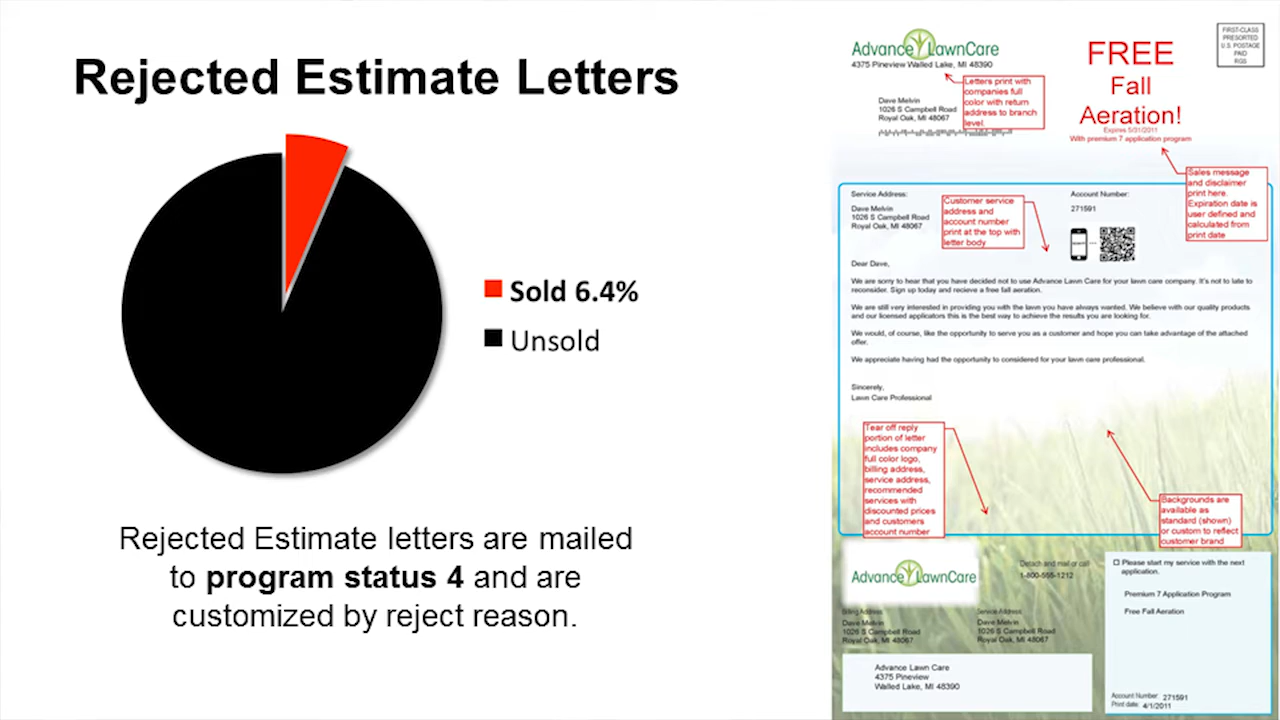 Rejected Estimate Letters
Sold 6.4%
Unsold
Rejected Estimate letters are mailed
to program status 4 and are
customized by reject reason.
Advance LawnCare
4375 Pineview Walled Lake, MI 48390
Letters print with
companies full
color with return
address to branch
level.
Dave Melvin
1026 S Campbell Road
Royal Oak, MI 48067
FREE
Fall
Aeration!
Expires 5/31/2011
With premium 7 application program
FIRST-CLASS
PRESORTED
U.S. POSTAGE
PAID
RGS
Sales message
and disclaimer
print here.
Expiration date is
user defined and
calculated from
print date
Service Address:
Dave Melvin
1026 S Campbell Road
Royal Oak, MI 48067
Customer service
address and
account number
print at the top with
letter body
Account Number:
271591
Dear Dave,
We are sorry to hear that you have decided not to use Advance Lawn Care for your lawn care company. It's not to late to
reconsider. Sign up today and recieve a free fall aeration.
We are still very interested in providing you with the lawn you have always wanted. We believe with our quality products
and our licensed applicators this is the best way to achieve the results you are looking for.
We would, of course, like the opportunity to serve you as a customer and hope you can take advantage of the attached
offer.
We appreciate having had the opportunity to considered for your lawn care professional.
Sincerely,
Lawn Care Professional
Tear off reply
portion of letter
includes company
full color logo,
billing address,
service address,
recommended
services with
discounted prices
and customers
account number
Backgrounds are
available as
standard (shown)
or custom to reflect
customer brand
Advance LawnCare
Detach and mail or call
1-800-555-1212
Billing Address:
Dave Melvin
1026 S Campbell Road
Royal Oak, MI 48067
Service Address:
Dave Melvin
1026 S Campbell Road
Royal Oak, MI 48067
Advance Lawn Care
4375 Pineview
Walled Lake, MI 48390
Please start my service with the next
application.
Premium 7 Application Program
Free Fall Aeration
Account Number: 271591
Print date: 4/1/2011